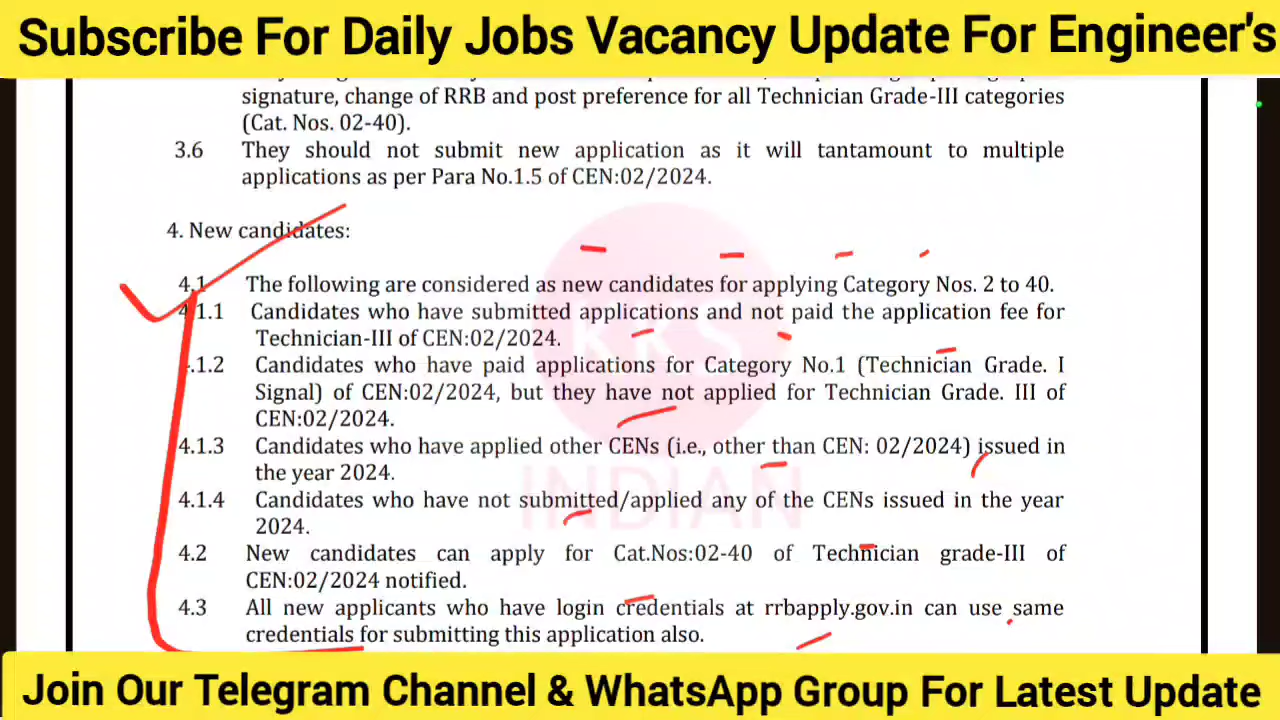 Subscribe For Daily Jobs Vacancy Update For Engineer's
signature, change of RRB and post preference for all Technician Grade-III categories
(Cat. Nos. 02-40).
3.6 They should not submit new application as it will tantamount to multiple
applications as per Para No.1.5 of CEN:02/2024.
4. New candidates:
4.1 The following are considered as new candidates for applying Category Nos. 2 to 40.
4.1.1 Candidates who have submitted applications and not paid the application fee for
Technician-III of CEN:02/2024.
4.1.2 Candidates who have paid applications for Category No.1 (Technician Grade. I
Signal) of CEN:02/2024, but they have not applied for Technician Grade. III of
CEN:02/2024.
4.1.3 Candidates who have applied other CENs (i.e., other than CEN: 02/2024) issued in
the year 2024.
4.1.4 Candidates who have not submitted/applied any of the CENs issued in the year
2024.
4.2 New candidates can apply for Cat.Nos:02-40 of Technician grade-III of
CEN:02/2024 notified.
4.3 All new applicants who have login credentials at rrbapply.gov.in can use same
credentials for submitting this application also.
KKS
INDIAN
Join Our Telegram Channel & WhatsApp Group For Latest Update